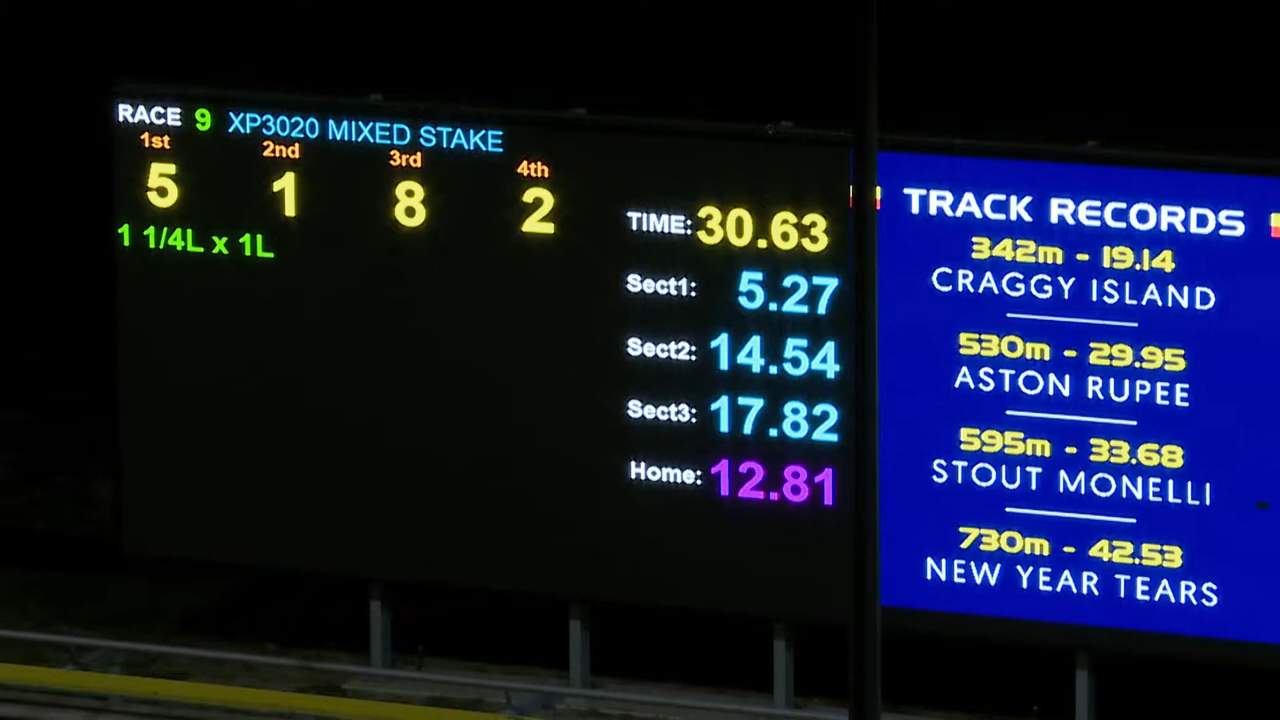 RACE 9 XP3020 MIXED STAKE
1st 2nd 3rd 4th
5 1 8 2
1 1/4L x 1L
TIME: 30.63
Sect1: 5.27
Sect2: 14.54
Sect3: 17.82
Home: 12.81
TRACK RECORDS
342m - 19.14
CRAGGY ISLAND
530m - 29.95
ASTON RUPEE
595m - 33.68
STOUT MONELLI
730m - 42.53
NEW YEAR TEARS